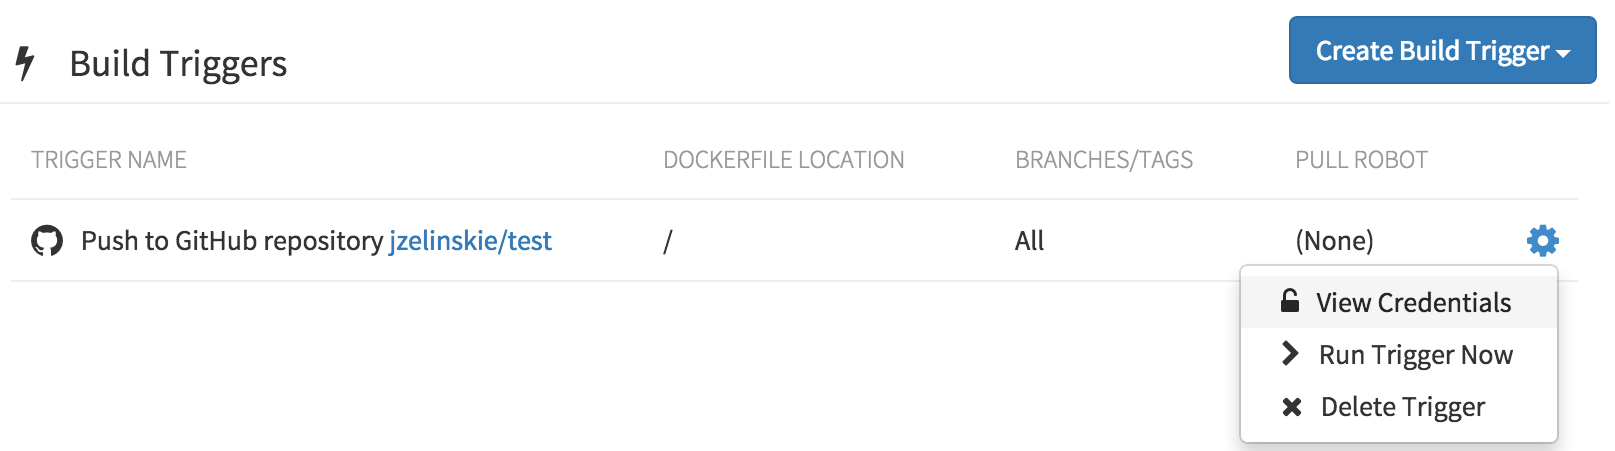 Build Triggers
Create Build Trigger
TRIGGER NAME DOCKERFILE LOCATION BRANCHES/TAGS PULL ROBOT
Push to GitHub repository jzelinskie/test / All (None)
View Credentials
Run Trigger Now
Delete Trigger